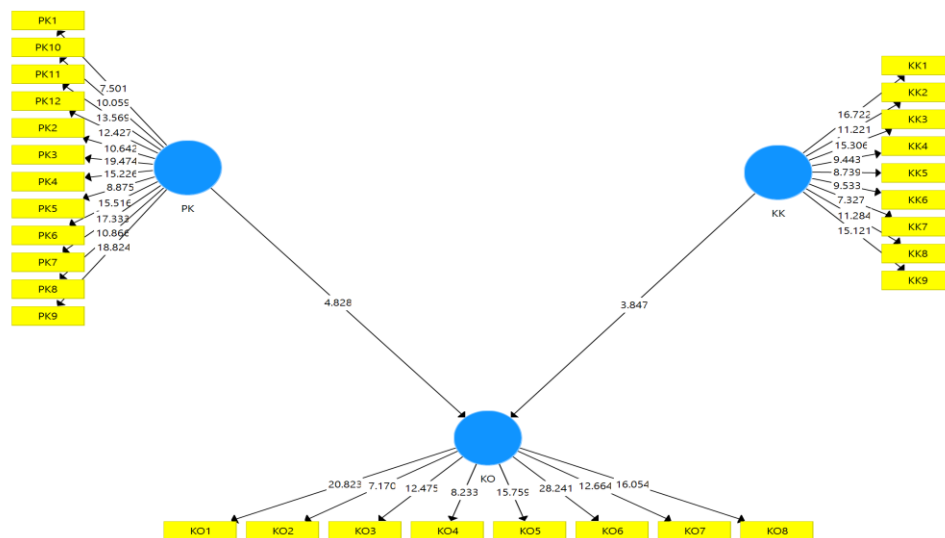 PK1
PK10
PK11
PK12
PK2
PK3
PK4
PK5
PK6
PK7
PK8
PK9
7.501
10.059
13.569
12.427
10.642
19.474
15.226
8.875
15.516
17.333
10.866
18.824
PK
KK1
KK2
KK3
KK4
KK5
KK6
KK7
KK8
KK9
16.722
11.221
15.306
9.443
8.739
9.533
7.327
11.284
15.121
KK
4.828
3.847
KO
20.823
7.170
12.475
8.233
15.759
28.241
12.664
16.054
KO1
KO2
KO3
KO4
KO5
KO6
KO7
KO8